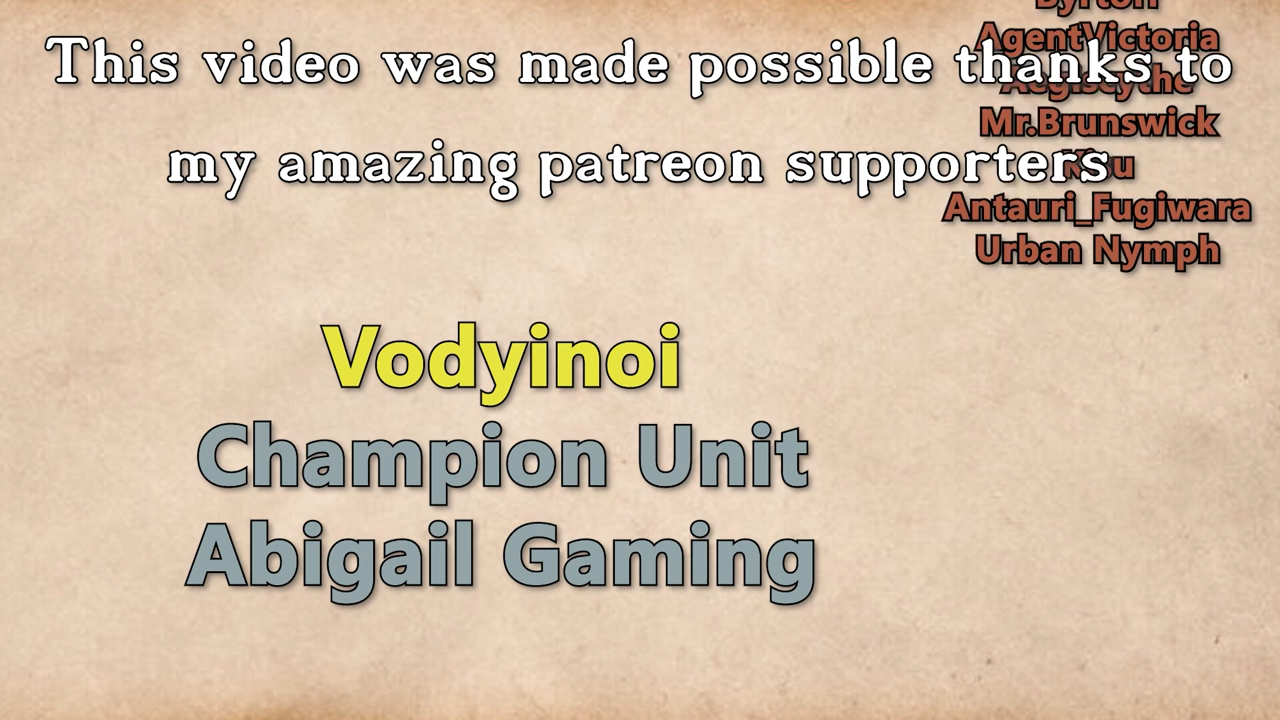 This video was made possible thanks to
my amazing patreon supporters
AgentVictoria
Mr.Brunswick
Antauri_Fugiwara
Urban Nymph
Vodyinoi
Champion Unit
Abigail Gaming